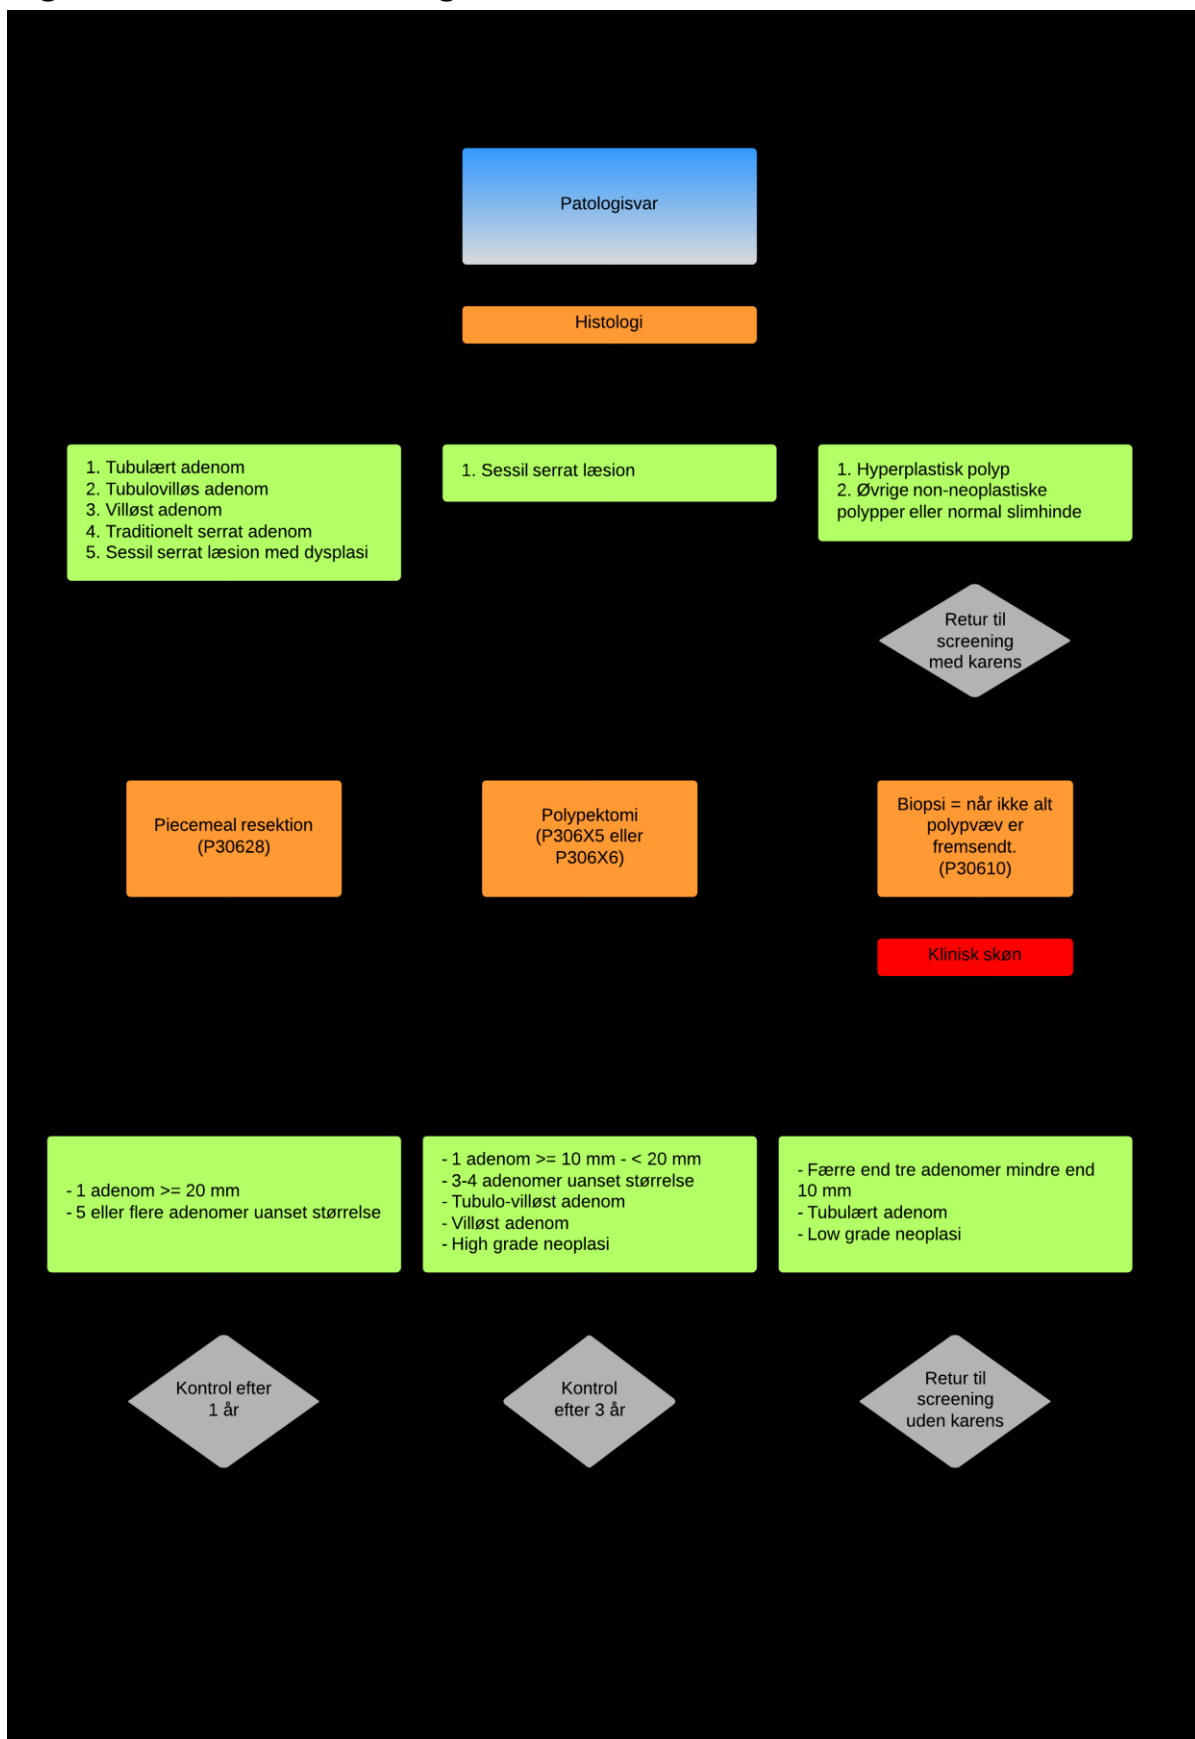 Patologisvar
Histologi
1. Tubulært adenom
2. Tubulovilløs adenom
3. Villøst adenom
4. Traditionelt serrat adenom
5. Sessil serrat læsion med dysplasi
1. Sessil serrat læsion
1. Hyperplastisk polyp
2. Øvrige non-neoplastiske
polypper eller normal slimhinde
Retur til
screening
med karens
Piecemeal resektion
(P30628)
Polypektomi
(P306X5 eller
P306X6)
Biopsi = når ikke alt
polypvæv er
fremsendt.
(P30610)
Klinisk skøn
- 1 adenom >= 20 mm
- 5 eller flere adenomer uanset størrelse
- 1 adenom >= 10 mm - < 20 mm
- 3-4 adenomer uanset størrelse
- Tubulo-villøst adenom
- Villøst adenom
- High grade neoplasi
- Færre end tre adenomer mindre end
10 mm
- Tubulært adenom
- Low grade neoplasi
Kontrol efter
1 år
Kontrol
efter 3 år
Retur til
screening
uden karens